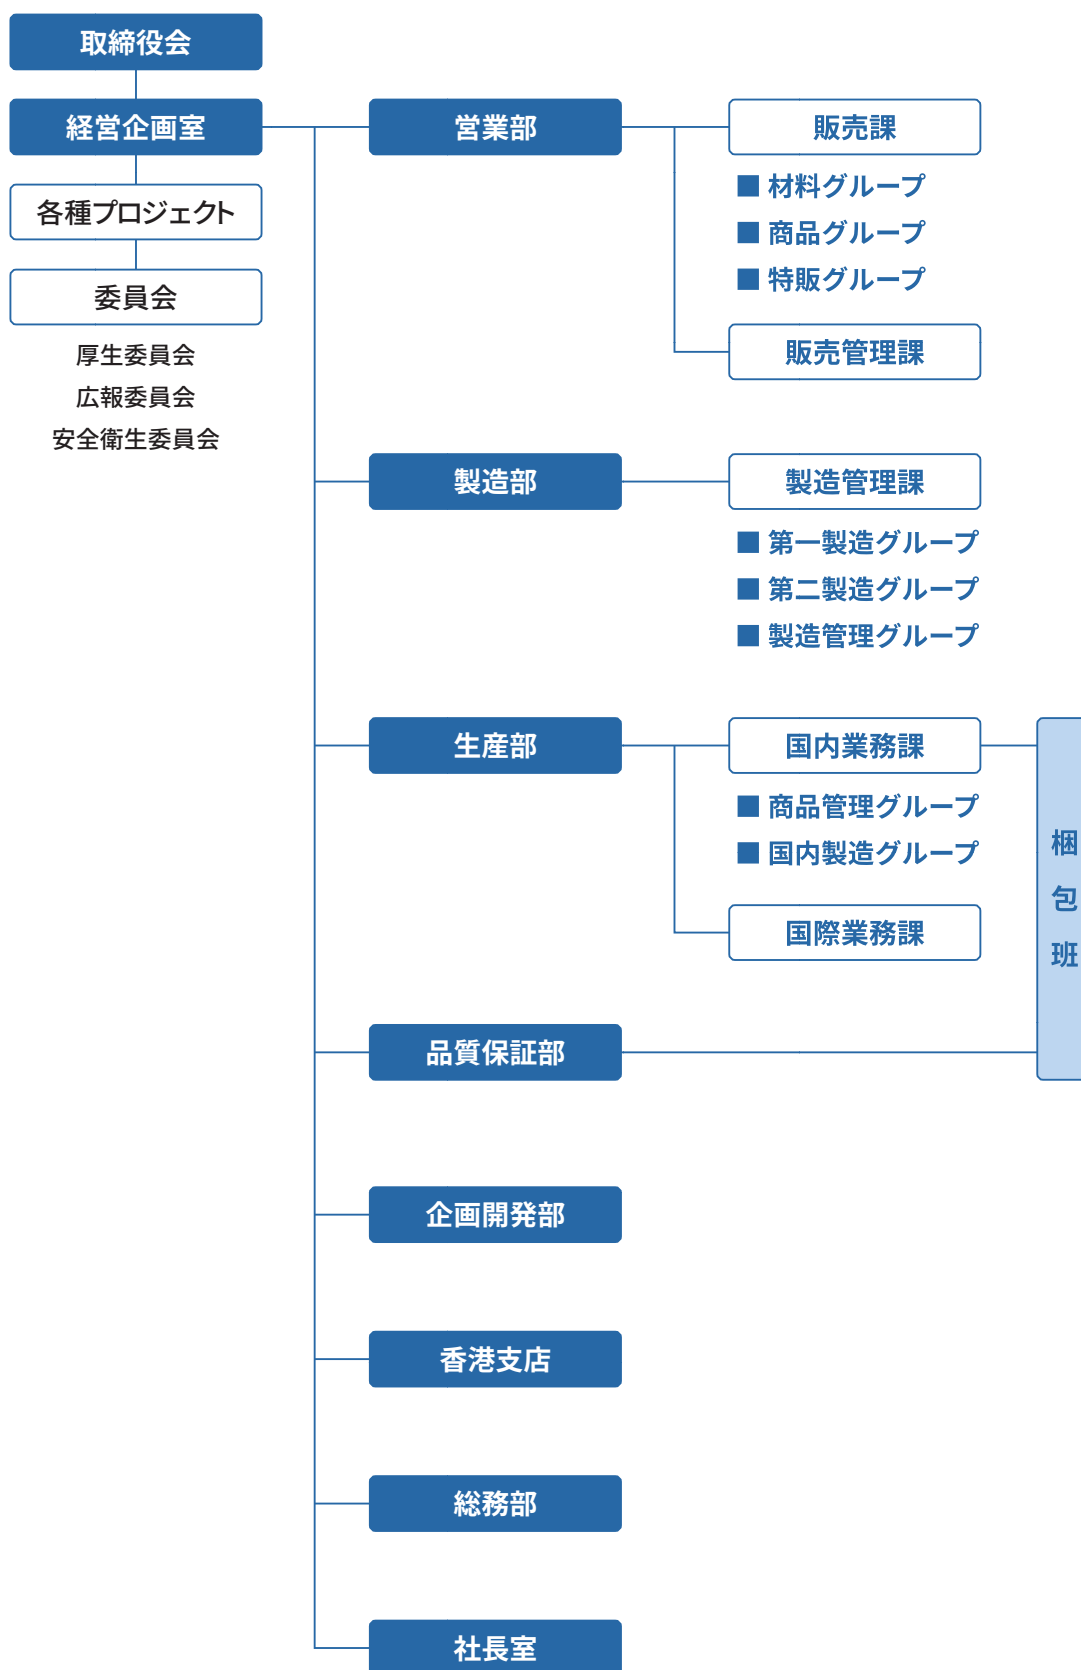 取締役会
経営企画室
各種プロジェクト
委員会
厚生委員会
広報委員会
安全衛生委員会
営業部
販売課
■ 材料グループ
■ 商品グループ
■ 特販グループ
販売管理課
製造部
製造管理課
■ 第一製造グループ
■ 第二製造グループ
■ 製造管理グループ
生産部
国内業務課
■ 商品管理グループ
■ 国内製造グループ
国際業務課
梱包班
品質保証部
企画開発部
香港支店
総務部
社長室